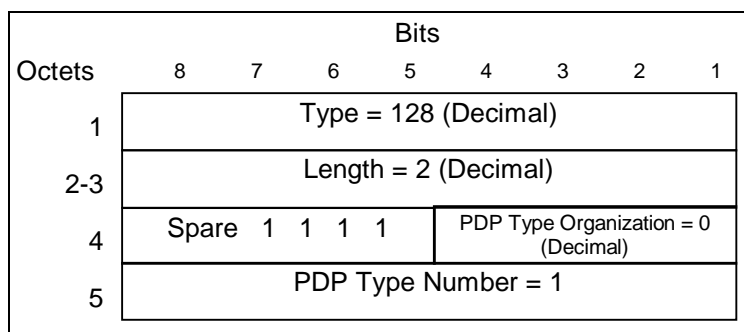 Bits
Octets 8 7 6 5 4 3 2 1
1 Type = 128 (Decimal)
2-3 Length = 2 (Decimal)
4 Spare 1 1 1 1 PDP Type Organization = 0
(Decimal)
5 PDP Type Number = 1